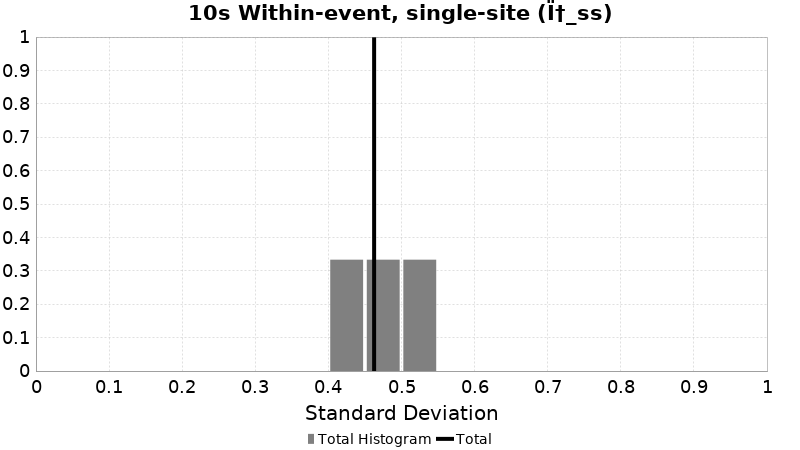 10s Within-event, single-site (Ï†_ss)
1
0.9
0.8
0.7
0.6
0.5
0.4
0.3
0.2
0.1
0
0 0.1 0.2 0.3 0.4 0.5 0.6 0.7 0.8 0.9 1
Standard Deviation
Total Histogram Total